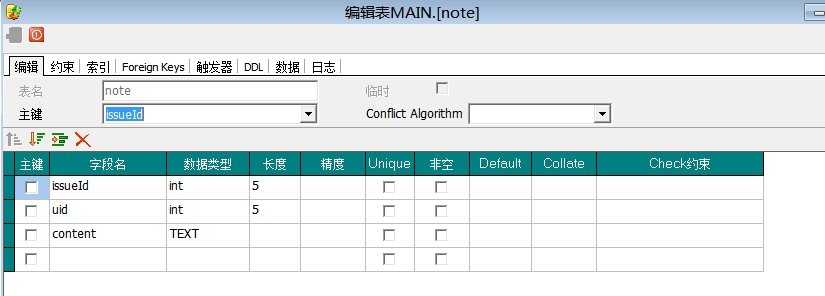 编辑表MAIN.[note]
编辑 约束 索引 Foreign Keys 触发器 DDL 数据 日志
表名 note 临时
主键 issueId Conflict Algorithm
主键 字段名 数据类型 长度 精度 Unique 非空 Default Collate Check约束
issueId int 5
uid int 5
content TEXT